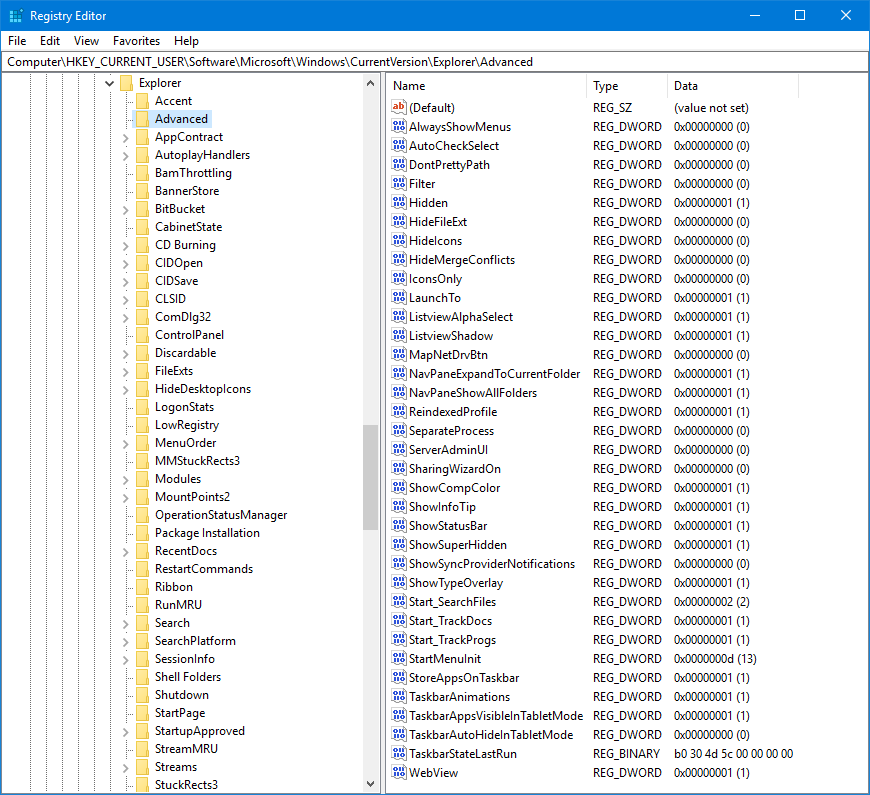 Registry Editor
File Edit View Favorites Help
Computer\HKEY_CURRENT_USER\Software\Microsoft\Windows\CurrentVersion\Explorer\Advanced
Explorer
Accent
Advanced
AppContract
AutoplayHandlers
BamThrottling
BannerStore
BitBucket
CabinetState
CD Burning
CIDOpen
CIDSave
CLSID
ComDlg32
ControlPanel
Discardable
FileExts
HideDesktopIcons
LogonStats
LowRegistry
MenuOrder
MMStuckRects3
Modules
MountPoints2
OperationStatusManager
Package Installation
RecentDocs
RestartCommands
Ribbon
RunMRU
Search
SearchPlatform
SessionInfo
Shell Folders
Shutdown
StartPage
StartupApproved
StreamMRU
Streams
StuckRects3
Name Type Data
(Default) REG_SZ (value not set)
AlwaysShowMenus REG_DWORD 0x00000000 (0)
AutoCheckSelect REG_DWORD 0x00000000 (0)
DontPrettyPath REG_DWORD 0x00000000 (0)
Filter REG_DWORD 0x00000000 (0)
Hidden REG_DWORD 0x00000001 (1)
HideFileExt REG_DWORD 0x00000000 (0)
HideIcons REG_DWORD 0x00000000 (0)
HideMergeConflicts REG_DWORD 0x00000000 (0)
IconsOnly REG_DWORD 0x00000000 (0)
LaunchTo REG_DWORD 0x00000001 (1)
ListviewAlphaSelect REG_DWORD 0x00000001 (1)
ListviewShadow REG_DWORD 0x00000001 (1)
MapNetDrvBtn REG_DWORD 0x00000000 (0)
NavPaneExpandToCurrentFolder REG_DWORD 0x00000001 (1)
NavPaneShowAllFolders REG_DWORD 0x00000001 (1)
ReindexedProfile REG_DWORD 0x00000001 (1)
SeparateProcess REG_DWORD 0x00000000 (0)
ServerAdminUI REG_DWORD 0x00000000 (0)
SharingWizardOn REG_DWORD 0x00000000 (0)
ShowCompColor REG_DWORD 0x00000001 (1)
ShowInfoTip REG_DWORD 0x00000001 (1)
ShowStatusBar REG_DWORD 0x00000001 (1)
ShowSuperHidden REG_DWORD 0x00000001 (1)
ShowSyncProviderNotifications REG_DWORD 0x00000000 (0)
ShowTypeOverlay REG_DWORD 0x00000001 (1)
Start_SearchFiles REG_DWORD 0x00000002 (2)
Start_TrackDocs REG_DWORD 0x00000001 (1)
Start_TrackProgs REG_DWORD 0x00000001 (1)
StartMenuInit REG_DWORD 0x0000000d (13)
StoreAppsOnTaskbar REG_DWORD 0x00000001 (1)
TaskbarAnimations REG_DWORD 0x00000001 (1)
TaskbarAppsVisibleInTabletMode REG_DWORD 0x00000001 (1)
TaskbarAutoHideInTabletMode REG_DWORD 0x00000000 (0)
TaskbarStateLastRun REG_BINARY b0 30 4d 5c 00 00 00 00
WebView REG_DWORD 0x00000001 (1)